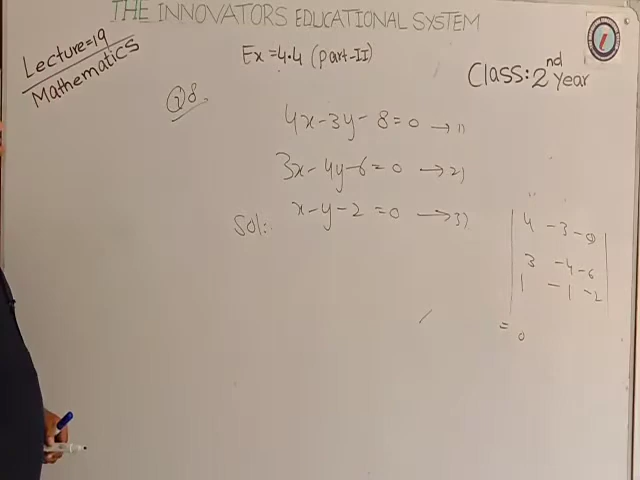 THE INNOVATORS EDUCATIONAL SYSTEM
Lecture=19
Mathematics
Ex=4.4 (part-II)
Class: 2nd year
Q8.
4x-3y-8=0 → 1)
3x-4y-6=0 → 2)
Sol:. x-y-2=0 → 3)
| 4 -3 -8 |
| 3 -4 -6 |
| 1 -1 -2 |
= 0